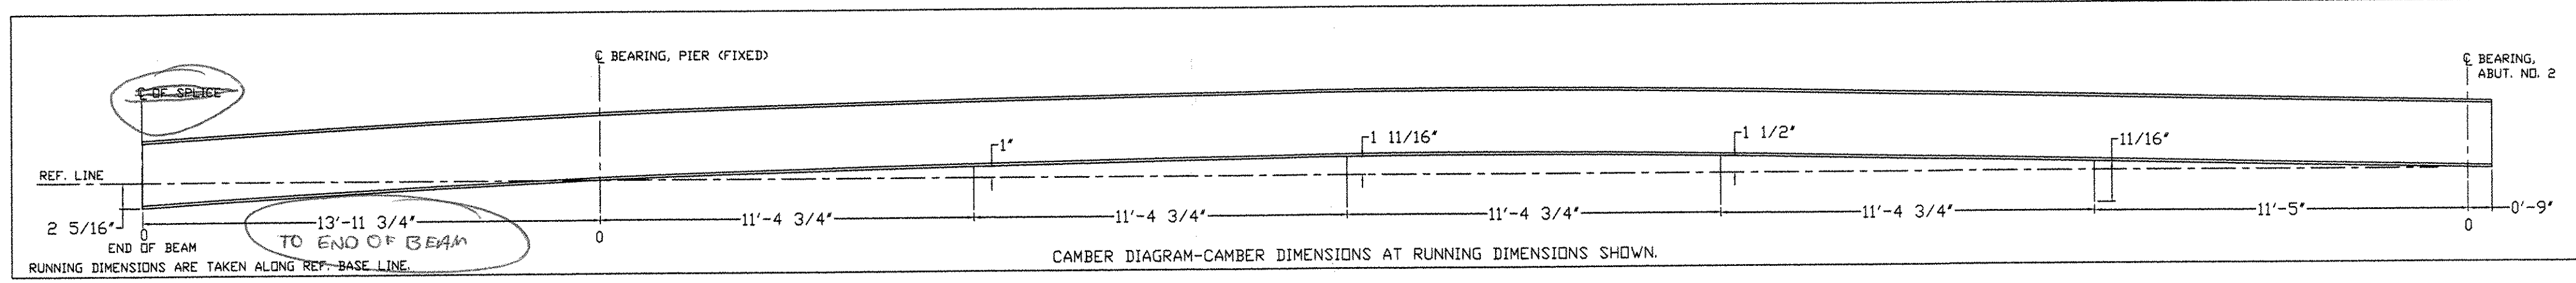 ℄ BEARING, PIER (FIXED)
℄ BEARING,
ABUT. NO. 2
℄ OF SPLICE
1"
1 11/16"
1 1/2"
11/16"
REF. LINE
2 5/16"
13'-11 3/4"
11'-4 3/4"
11'-4 3/4"
11'-4 3/4"
11'-4 3/4"
11'-5"
0'-9"
0
TO END OF BEAM
0
0
END OF BEAM
CAMBER DIAGRAM-CAMBER DIMENSIONS AT RUNNING DIMENSIONS SHOWN.
RUNNING DIMENSIONS ARE TAKEN ALONG REF. BASE LINE.